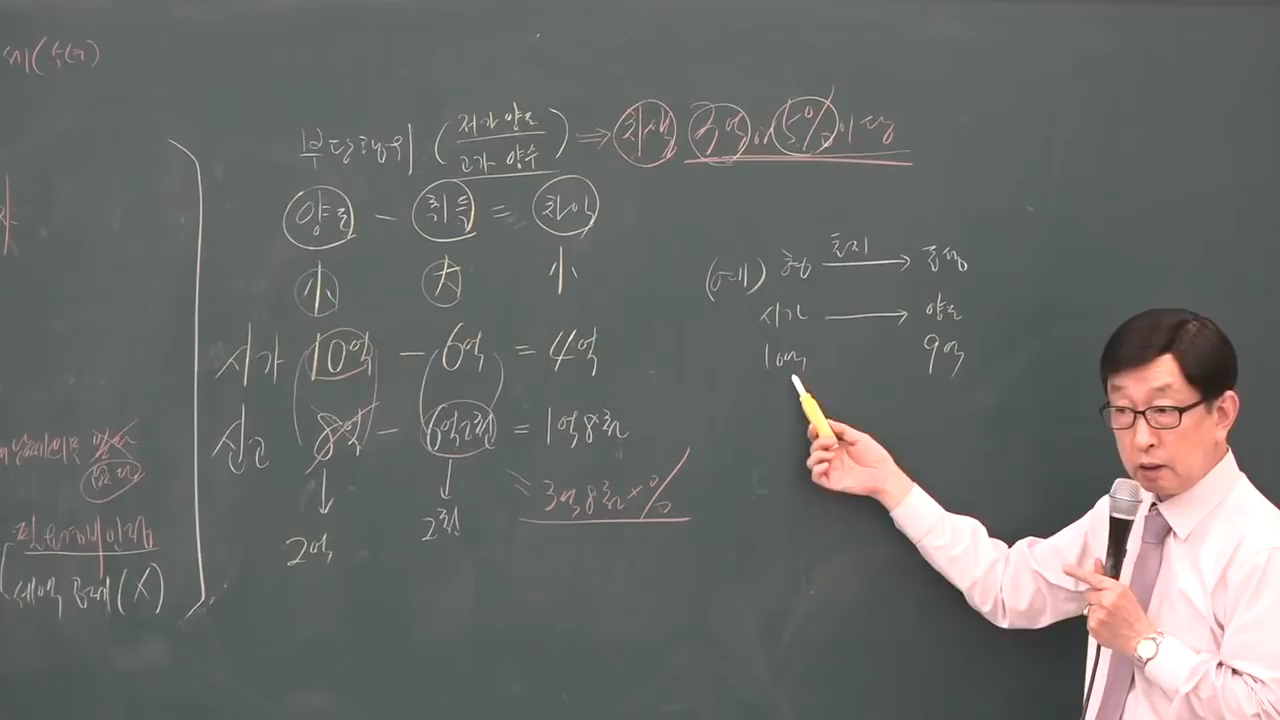 부당행위 (저가 양도 / 고가 양수) ⇒ 차액 3억 or 5% 이상
양도 - 취득 = 차익
小 大 小
시가 10억 - 6억 = 4억
신고 8억 - 6억2천 = 1억8천
3억8천 × %
2억 2천
(예) 형 토지 → 동생
시가 → 양도
10억 9억
세액 공제 (X)